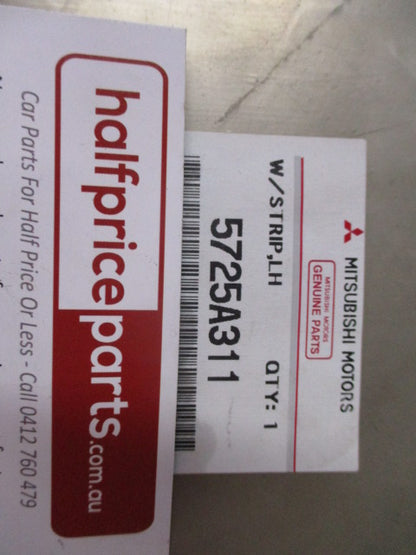 MITSUBISHI MOTORS
MITSUBISHI MOTORS
GENUINE PARTS
W/STRIP,LH QTY: 1
5725A311
halfpriceparts.com.au
Car Parts For Half Price Or Less - Call 0412 760 479